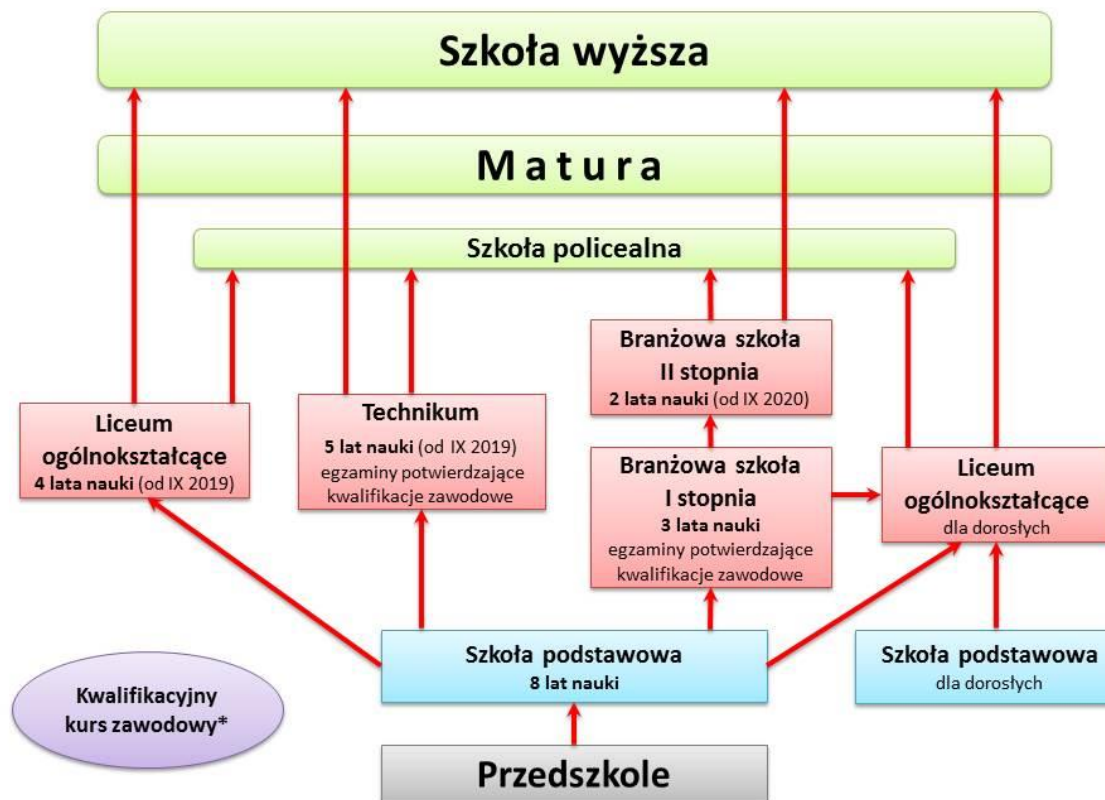 Szkoła wyższa
Matura
Szkoła policealna
Branżowa szkoła
II stopnia
2 lata nauki (od IX 2020)
Liceum
ogólnokształcące
4 lata nauki (od IX 2019)
Technikum
5 lat nauki (od IX 2019)
egzaminy potwierdzające
kwalifikacje zawodowe
Branżowa szkoła
I stopnia
3 lata nauki
egzaminy potwierdzające
kwalifikacje zawodowe
Liceum
ogólnokształcące
dla dorosłych
Szkoła podstawowa
8 lat nauki
Szkoła podstawowa
dla dorosłych
Kwalifikacyjny
kurs zawodowy*
Przedszkole